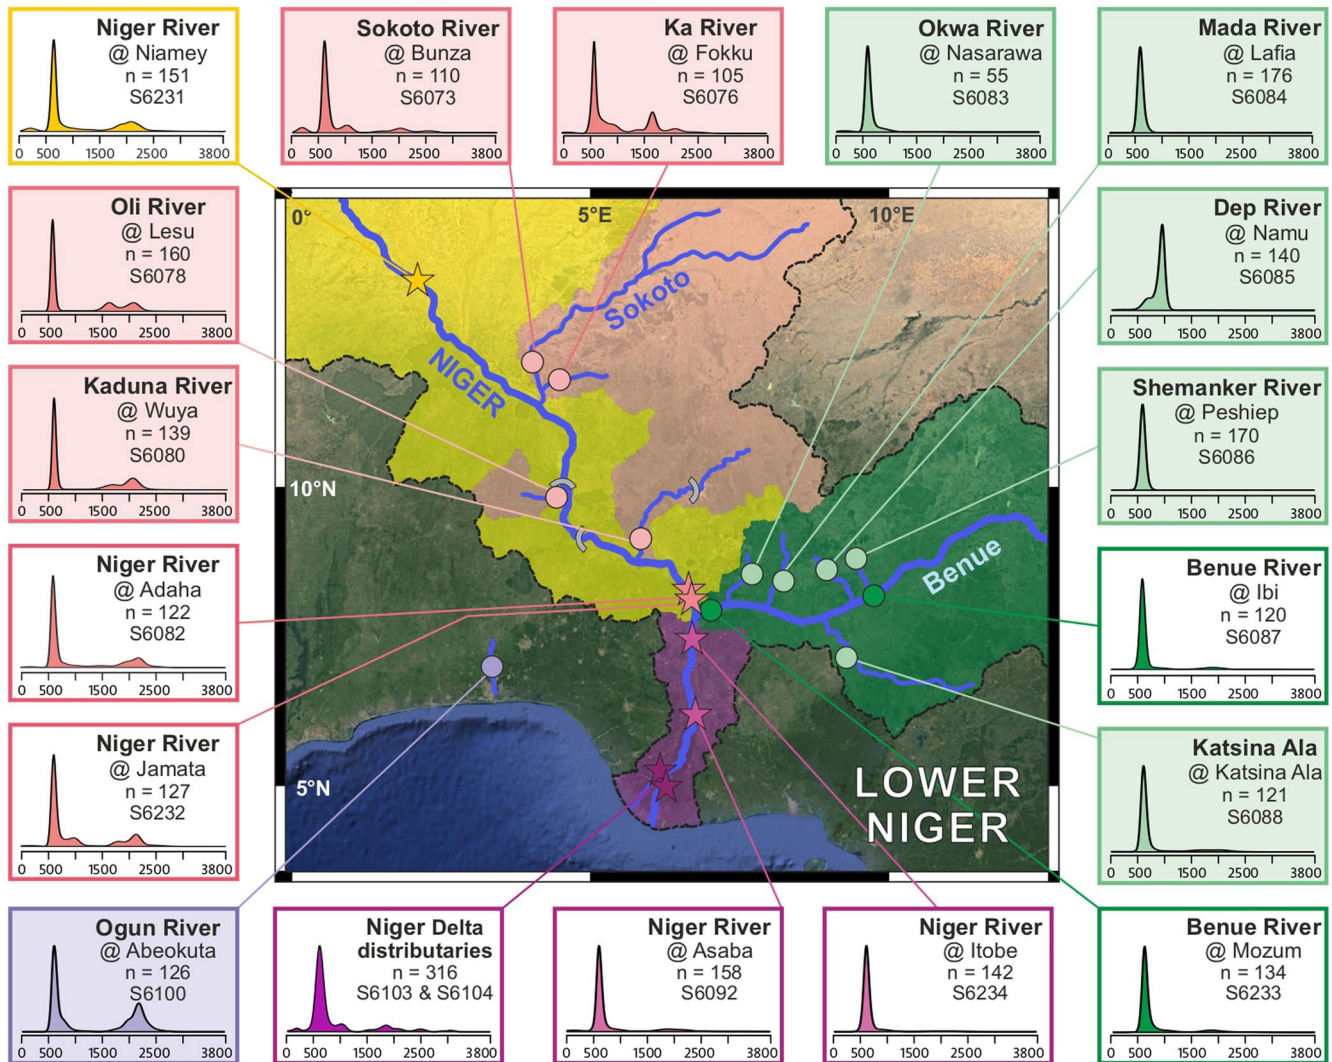 Niger River
@ Niamey
n = 151
S6231
0 500 1500 2500 3800
Sokoto River
@ Bunza
n = 110
S6073
0 500 1500 2500 3800
Ka River
@ Fokku
n = 105
S6076
0 500 1500 2500 3800
Okwa River
@ Nasarawa
n = 55
S6083
0 500 1500 2500 3800
Mada River
@ Lafia
n = 176
S6084
0 500 1500 2500 3800
Oli River
@ Lesu
n = 160
S6078
0 500 1500 2500 3800
Kaduna River
@ Wuya
n = 139
S6080
0 500 1500 2500 3800
Niger River
@ Adaha
n = 122
S6082
0 500 1500 2500 3800
Niger River
@ Jamata
n = 127
S6232
0 500 1500 2500 3800
0°
5°E
10°E
Sokoto
NIGER
10°N
Benue
5°N
LOWER
NIGER
Dep River
@ Namu
n = 140
S6085
0 500 1500 2500 3800
Shemanker River
@ Peshiep
n = 170
S6086
0 500 1500 2500 3800
Benue River
@ Ibi
n = 120
S6087
0 500 1500 2500 3800
Katsina Ala
@ Katsina Ala
n = 121
S6088
0 500 1500 2500 3800
Ogun River
@ Abeokuta
n = 126
S6100
0 500 1500 2500 3800
Niger Delta
distributaries
n = 316
S6103 & S6104
0 500 1500 2500 3800
Niger River
@ Asaba
n = 158
S6092
0 500 1500 2500 3800
Niger River
@ Itobe
n = 142
S6234
0 500 1500 2500 3800
Benue River
@ Mozum
n = 134
S6233
0 500 1500 2500 3800